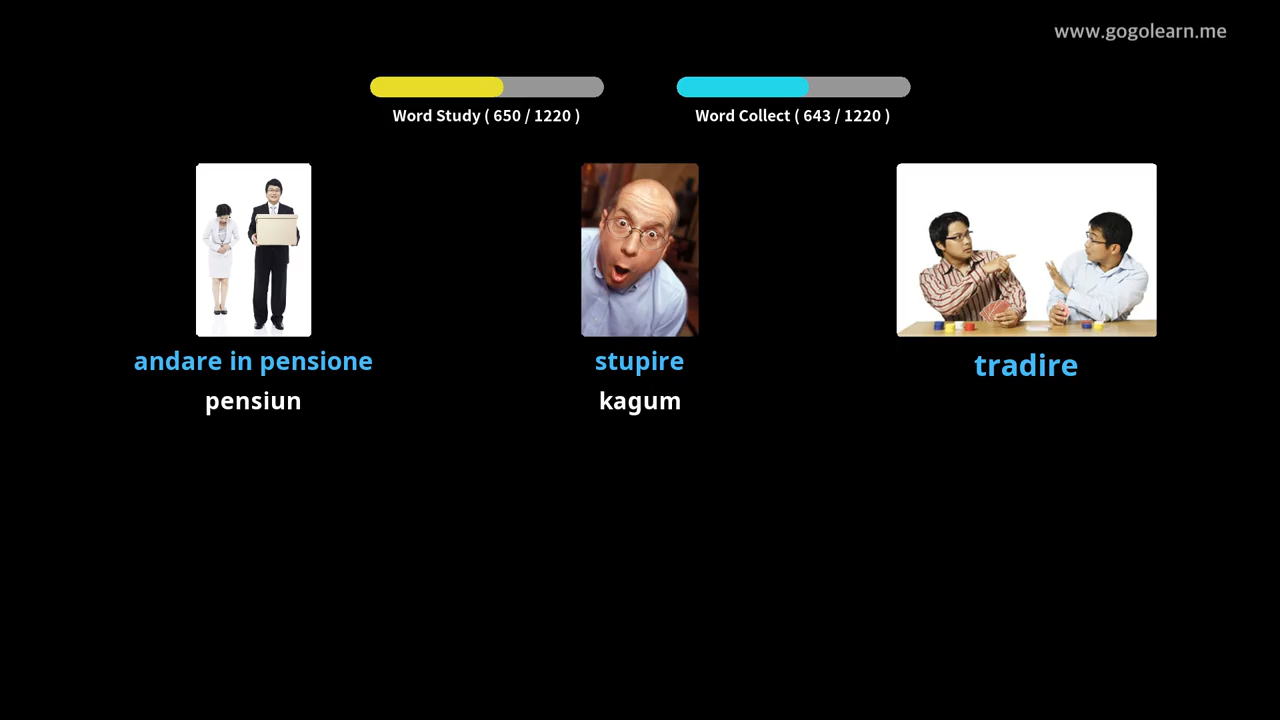 www.gogolearn.me
Word Study ( 650 / 1220 )
Word Collect ( 643 / 1220 )
andare in pensione
pensiun
stupire
kagum
tradire